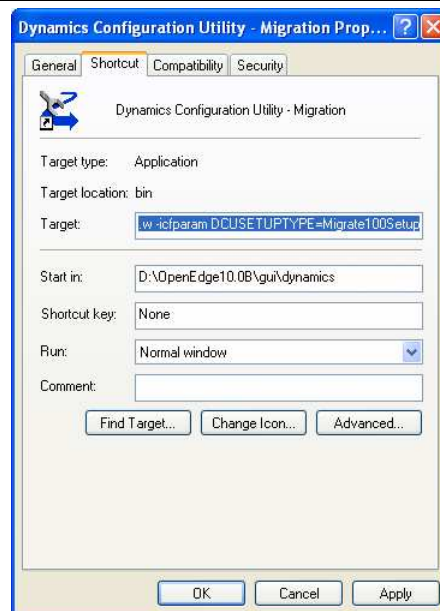 Dynamics Configuration Utility - Migration Prop...
General Shortcut Compatibility Security
Dynamics Configuration Utility - Migration
Target type: Application
Target location: bin
Target: .w -icfparam DCUSETUPTYPE=Migrate100Setup
Start in: D:\OpenEdge10.0B\gui\dynamics
Shortcut key: None
Run: Normal window
Comment:
Find Target... Change Icon... Advanced...
OK Cancel Apply